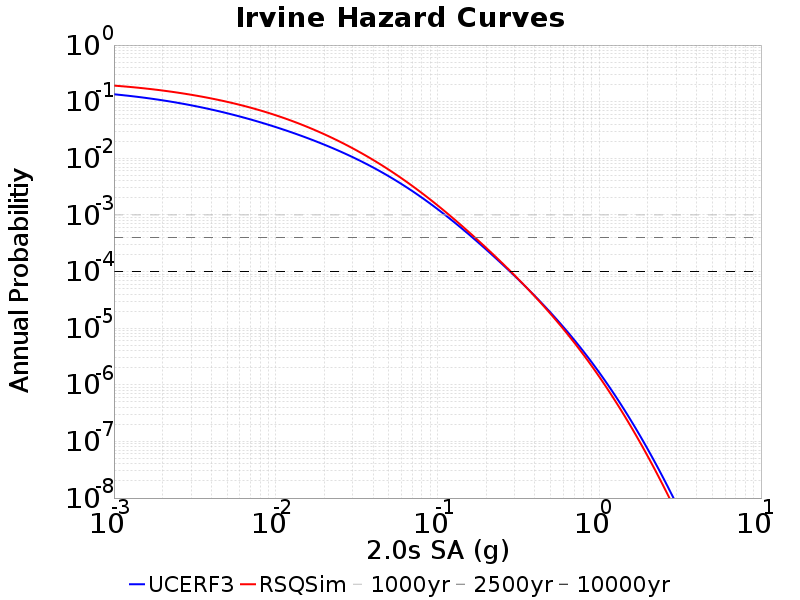 Irvine Hazard Curves
10^0
10^-1
10^-2
10^-3
10^-4
10^-5
10^-6
10^-7
10^-8
Annual Probabilitiy
10^-3 10^-2 10^-1 10^0 10^1
2.0s SA (g)
UCERF3 RSQSim 1000yr 2500yr 10000yr